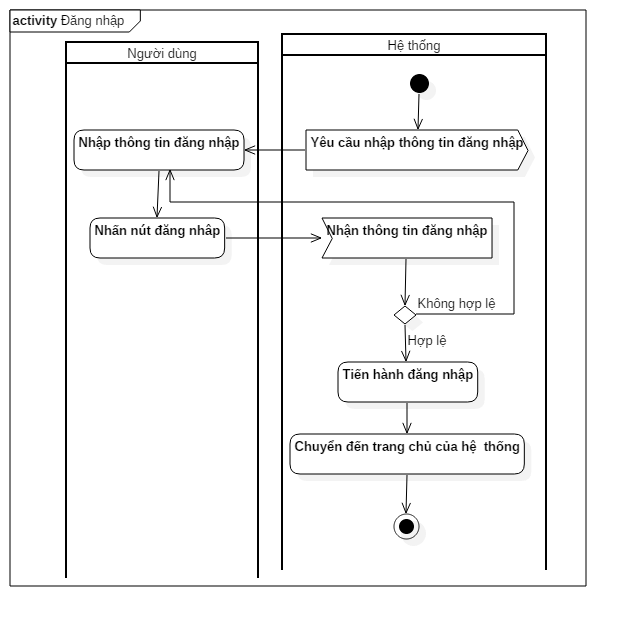 activity Đăng nhập
Người dùng
Hệ thống
Nhập thông tin đăng nhập
Yêu cầu nhập thông tin đăng nhập
Nhấn nút đăng nhâp
Nhận thông tin đăng nhập
Không hợp lệ
Hợp lệ
Tiến hành đăng nhập
Chuyển đến trang chủ của hệ thống